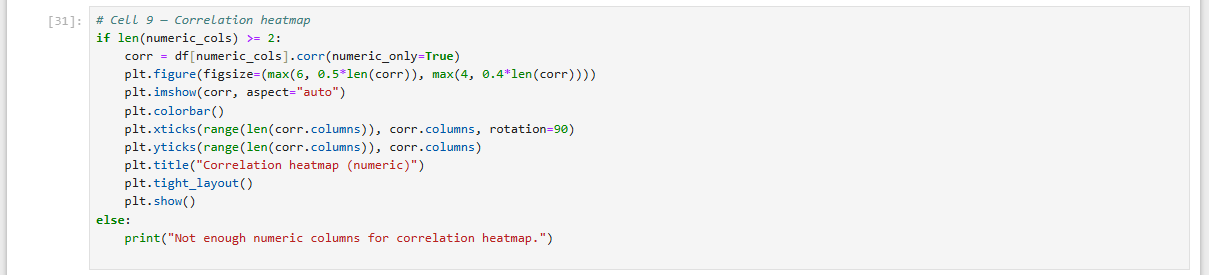 [31]: # Cell 9 — Correlation heatmap
if len(numeric_cols) >= 2:
    corr = df[numeric_cols].corr(numeric_only=True)
    plt.figure(figsize=(max(6, 0.5*len(corr)), max(4, 0.4*len(corr))))
    plt.imshow(corr, aspect="auto")
    plt.colorbar()
    plt.xticks(range(len(corr.columns)), corr.columns, rotation=90)
    plt.yticks(range(len(corr.columns)), corr.columns)
    plt.title("Correlation heatmap (numeric)")
    plt.tight_layout()
    plt.show()
else:
    print("Not enough numeric columns for correlation heatmap.")